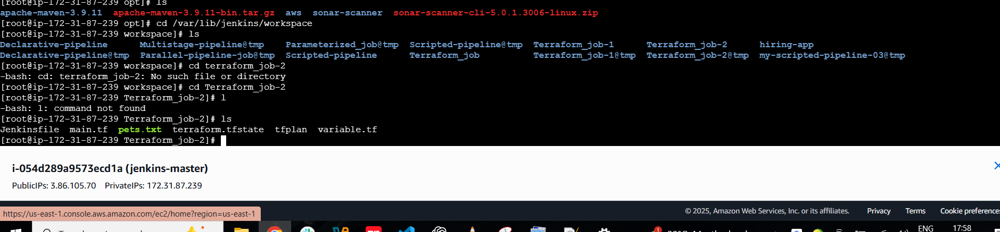 [root@ip-172-31-87-239 opt]# ls
apache-maven-3.9.11  apache-maven-3.9.11-bin.tar.gz  aws  sonar-scanner  sonar-scanner-cli-5.0.1.3006-linux.zip
[root@ip-172-31-87-239 opt]# cd /var/lib/jenkins/workspace
[root@ip-172-31-87-239 workspace]# ls
Declarative-pipeline      Multistage-pipeline@tmp    Parameterized_job@tmp  Scripted-pipeline@tmp  Terraform_job-1      Terraform_job-2      hiring-app
Declarative-pipeline@tmp  Parallel-pipeline-job@tmp  Scripted-pipeline      Terraform_job          Terraform_job-1@tmp  Terraform_job-2@tmp  my-scripted-pipeline-03@tmp
[root@ip-172-31-87-239 workspace]# cd terraform_job-2
-bash: cd: terraform_job-2: No such file or directory
[root@ip-172-31-87-239 workspace]# cd Terraform_job-2
[root@ip-172-31-87-239 Terraform_job-2]# l
-bash: l: command not found
[root@ip-172-31-87-239 Terraform_job-2]# ls
Jenkinsfile  main.tf  pets.txt  terraform.tfstate  tfplan  variable.tf
[root@ip-172-31-87-239 Terraform_job-2]#
i-054d289a9573ecd1a (jenkins-master)
PublicIPs: 3.86.105.70    PrivateIPs: 172.31.87.239
https://us-east-1.console.aws.amazon.com/ec2/home?region=us-east-1
© 2025, Amazon Web Services, Inc. or its affiliates.    Privacy    Terms    Cookie preferences
ENG
17:58